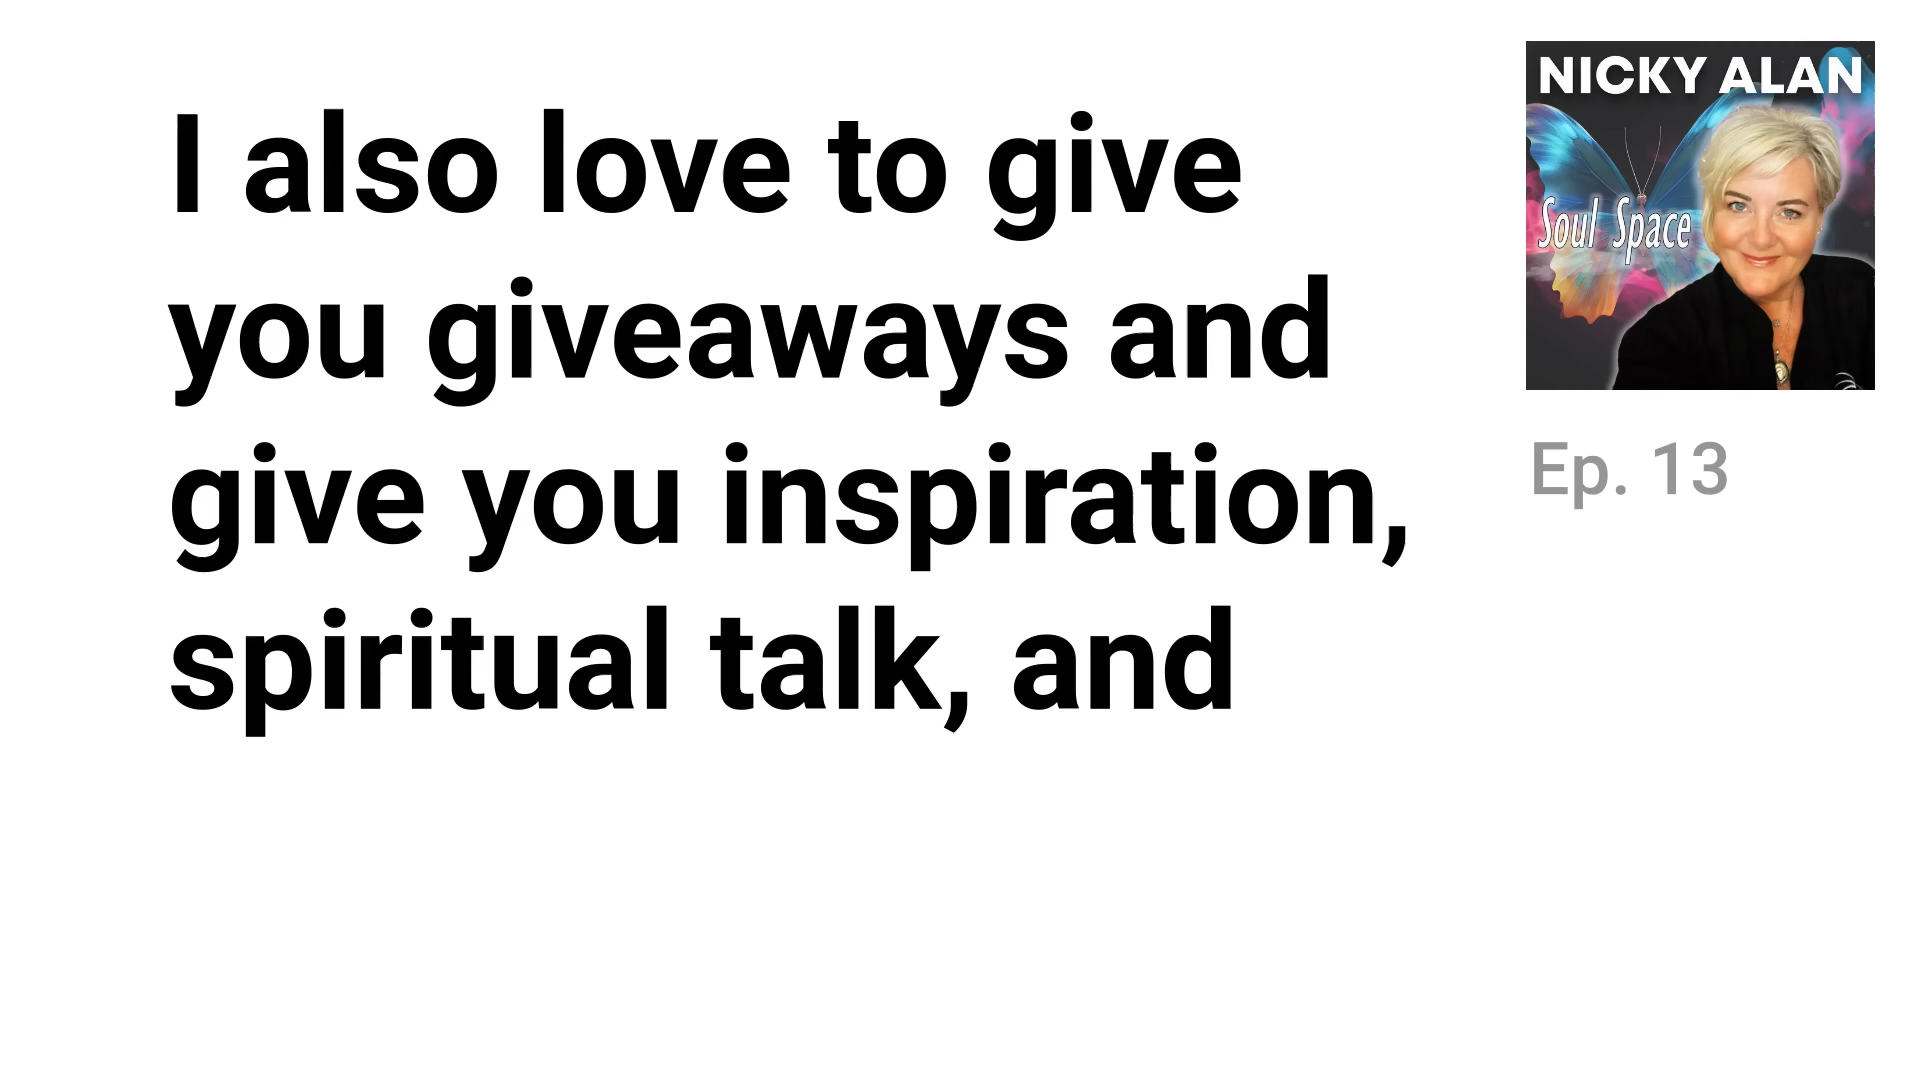 I also love to give
you giveaways and
give you inspiration,
spiritual talk, and
NICKY ALAN
Soul Space
Ep. 13